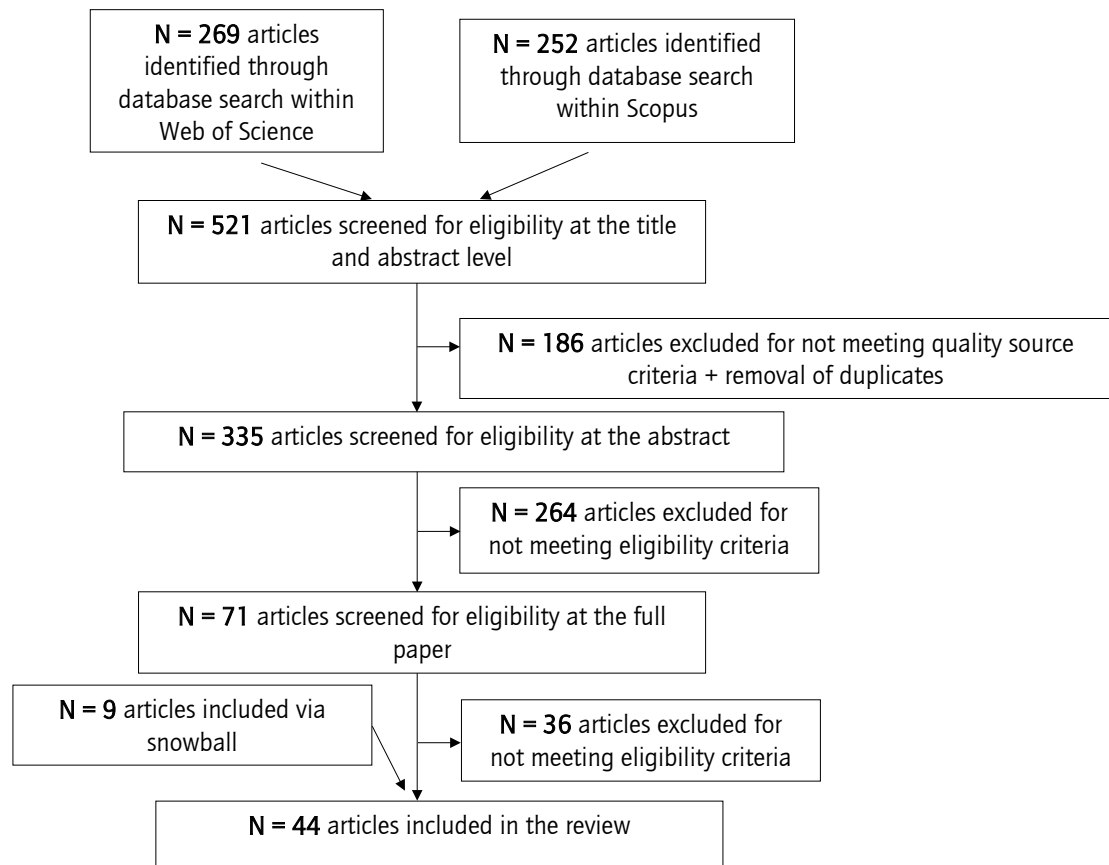 N = 269 articles
identified through
database search within
Web of Science
N = 252 articles identified
through database search
within Scopus
N = 521 articles screened for eligibility at the title
and abstract level
N = 186 articles excluded for not meeting quality source
criteria + removal of duplicates
N = 335 articles screened for eligibility at the abstract
N = 264 articles excluded for
not meeting eligibility criteria
N = 71 articles screened for eligibility at the full
paper
N = 9 articles included via
snowball
N = 36 articles excluded for
not meeting eligibility criteria
N = 44 articles included in the review